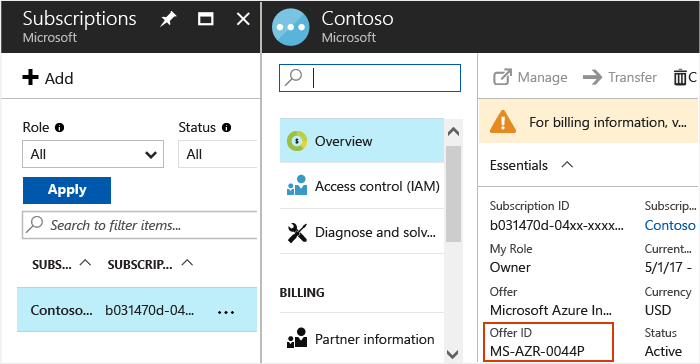 Subscriptions
Microsoft
Add
Role
Status
All
All
Apply
Search to filter items...
SUBS...
SUBSCRIP...
Contoso...
b031470d-04...
...
Contoso
Microsoft
Overview
Access control (IAM)
Diagnose and solv...
BILLING
Partner information
Manage
Transfer
C
For billing information, v...
Essentials
Subscription ID
Subscrip...
b031470d-04xx-xxxx...
Contoso
My Role
Current...
Owner
5/1/17 -
Offer
Currency
Microsoft Azure In...
USD
Offer ID
Status
MS-AZR-0044P
Active